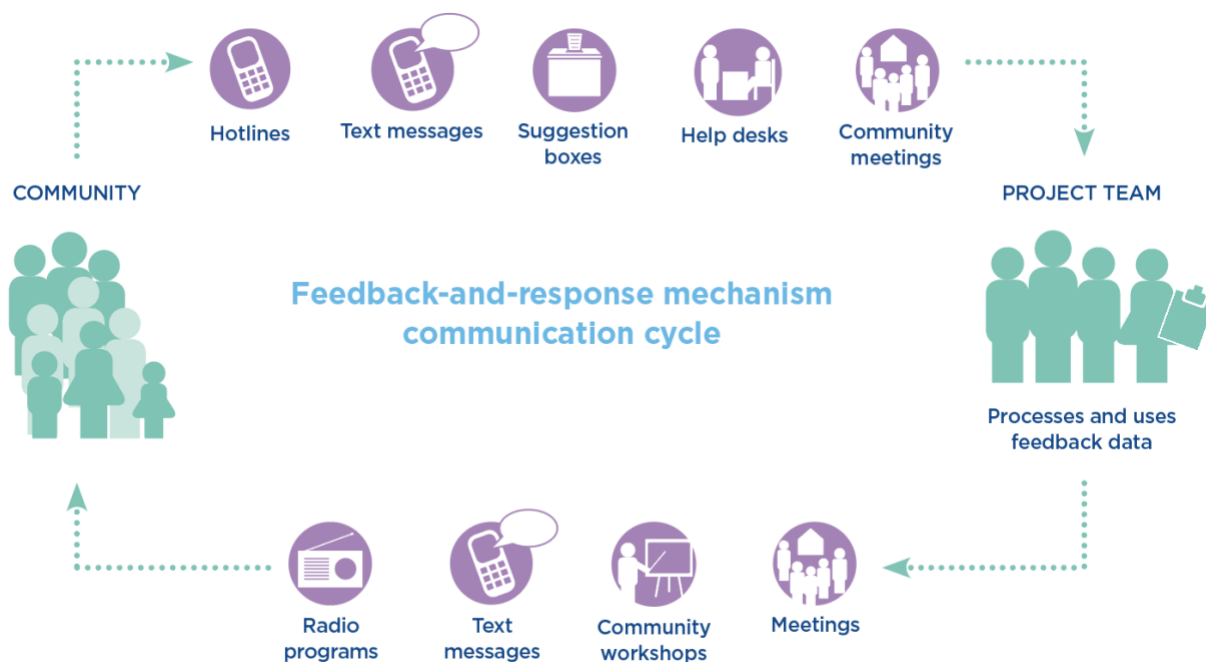 Hotlines
Text messages
Suggestion
boxes
Help desks
Community
meetings
COMMUNITY
PROJECT TEAM
Feedback-and-response mechanism
communication cycle
Processes and uses
feedback data
Radio
programs
Text
messages
Community
workshops
Meetings